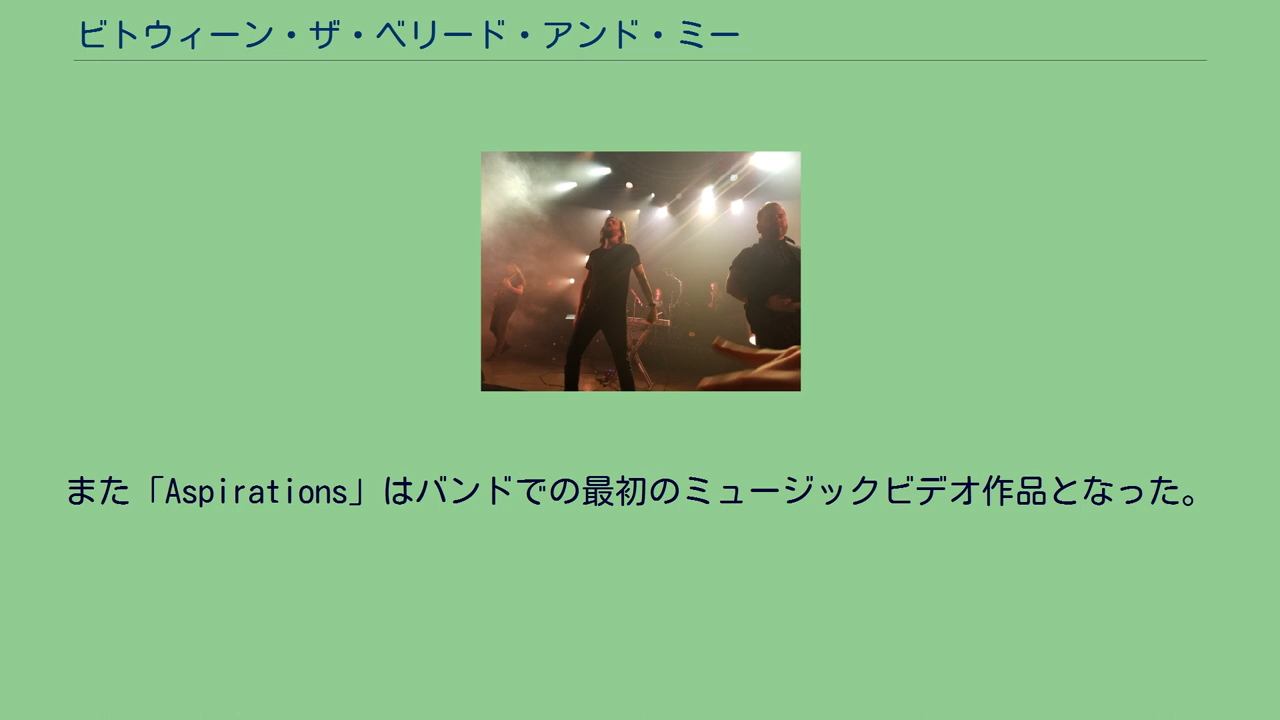 ビトウィーン・ザ・ベリード・アンド・ミー
また「Aspirations」はバンドでの最初のミュージックビデオ作品となった。